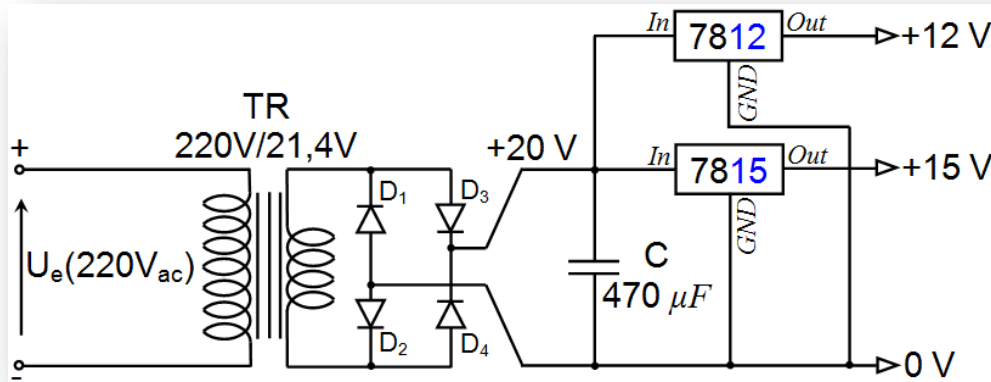 In 7812 Out +12 V
GND
TR
220V/21,4V
+
+20 V
In 7815 Out +15 V
GND
D1
D3
Ue(220Vac)
C
470 μF
D2
D4
-
0 V